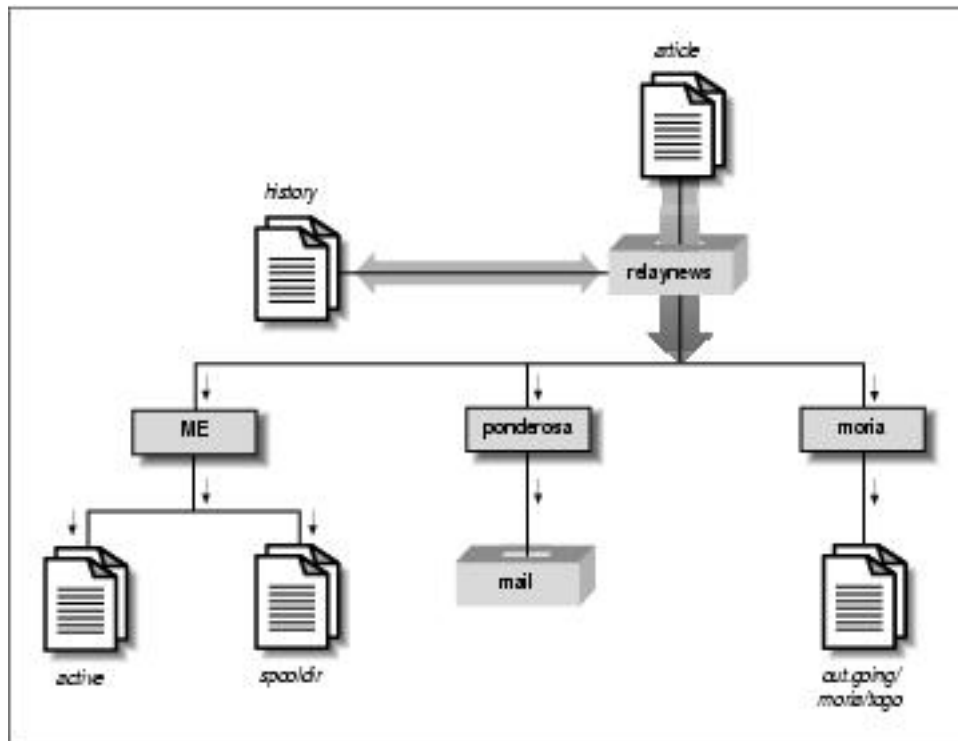 article
history
relaynews
ME
ponderosa
moria
mail
active
spooldir
out.going/
moria/togo